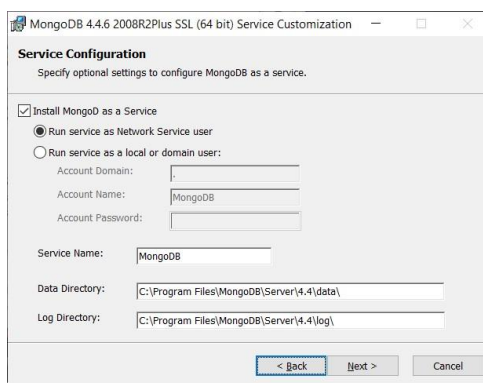 MongoDB 4.4.6 2008R2Plus SSL (64 bit) Service Customization
Service Configuration
Specify optional settings to configure MongoDB as a service.
Install MongoD as a Service
Run service as Network Service user
Run service as a local or domain user:
Account Domain: .
Account Name: MongoDB
Account Password:
Service Name: MongoDB
Data Directory: C:\Program Files\MongoDB\Server\4.4\data\
Log Directory: C:\Program Files\MongoDB\Server\4.4\log\
< Back Next > Cancel